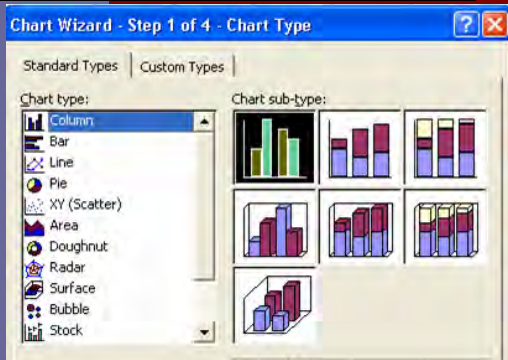 Chart Wizard - Step 1 of 4 - Chart Type
Standard Types Custom Types
Chart type:
Column
Bar
Line
Pie
XY (Scatter)
Area
Doughnut
Radar
Surface
Bubble
Stock
Chart sub-type: